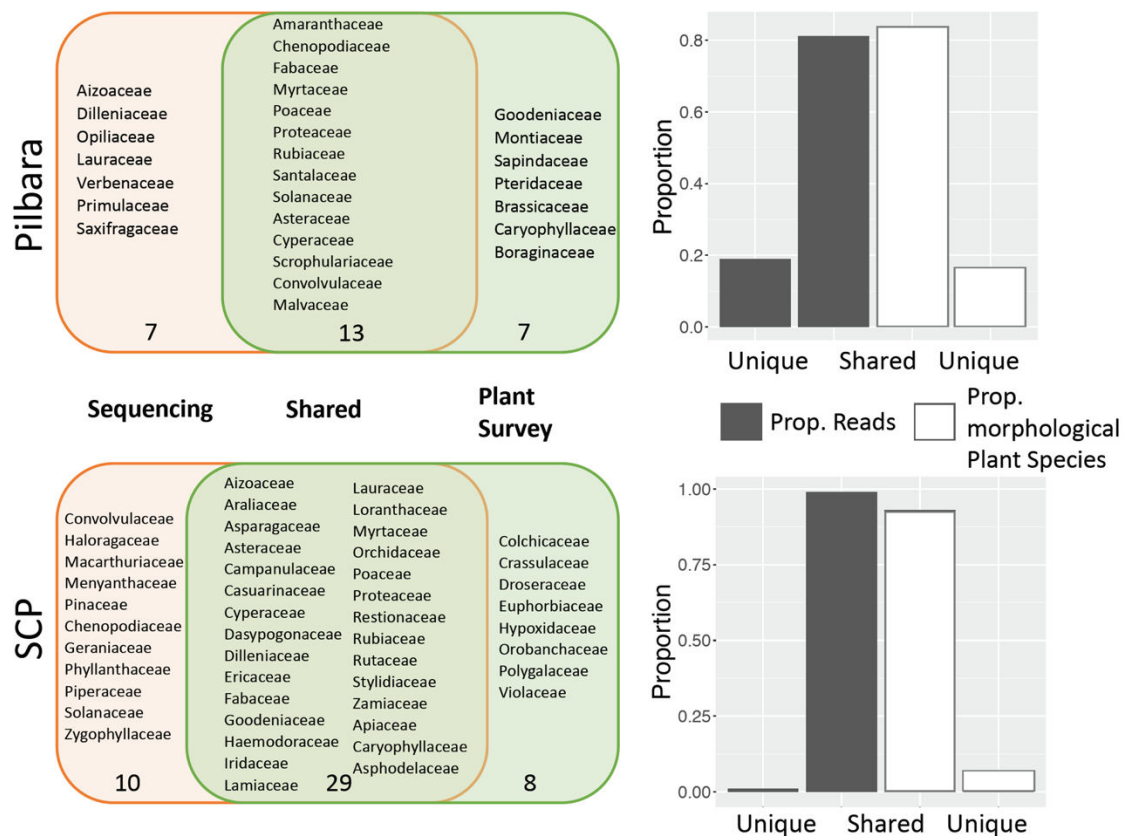 Pilbara
Aizoaceae
Dilleniaceae
Opiliaceae
Lauraceae
Verbenaceae
Primulaceae
Saxifragaceae
7
Amaranthaceae
Chenopodiaceae
Fabaceae
Myrtaceae
Poaceae
Proteaceae
Rubiaceae
Santalaceae
Solanaceae
Asteraceae
Cyperaceae
Scrophulariaceae
Convolvulaceae
Malvaceae
13
Goodeniaceae
Montiaceae
Sapindaceae
Pteridaceae
Brassicaceae
Caryophyllaceae
Boraginaceae
7
Proportion
0.8
0.6
0.4
0.2
0.0
Unique Shared Unique
Sequencing
Shared
Plant
Survey
Prop. Reads
Prop.
morphological
Plant Species
SCP
Convolvulaceae
Haloragaceae
Macarthuriaceae
Menyanthaceae
Pinaceae
Chenopodiaceae
Geraniaceae
Phyllanthaceae
Piperaceae
Solanaceae
Zygophyllaceae
10
Aizoaceae
Araliaceae
Asparagaceae
Asteraceae
Campanulaceae
Casuarinaceae
Cyperaceae
Dasypogonaceae
Dilleniaceae
Ericaceae
Fabaceae
Goodeniaceae
Haemodoraceae
Iridaceae
Lamiaceae
Lauraceae
Loranthaceae
Myrtaceae
Orchidaceae
Poaceae
Proteaceae
Restionaceae
Rubiaceae
Rutaceae
Stylidiaceae
Zamiaceae
Apiaceae
Caryophyllaceae
Asphodelaceae
29
Colchicaceae
Crassulaceae
Droseraceae
Euphorbiaceae
Hypoxidaceae
Orobanchaceae
Polygalaceae
Violaceae
8
Proportion
1.00
0.75
0.50
0.25
0.00
Unique Shared Unique